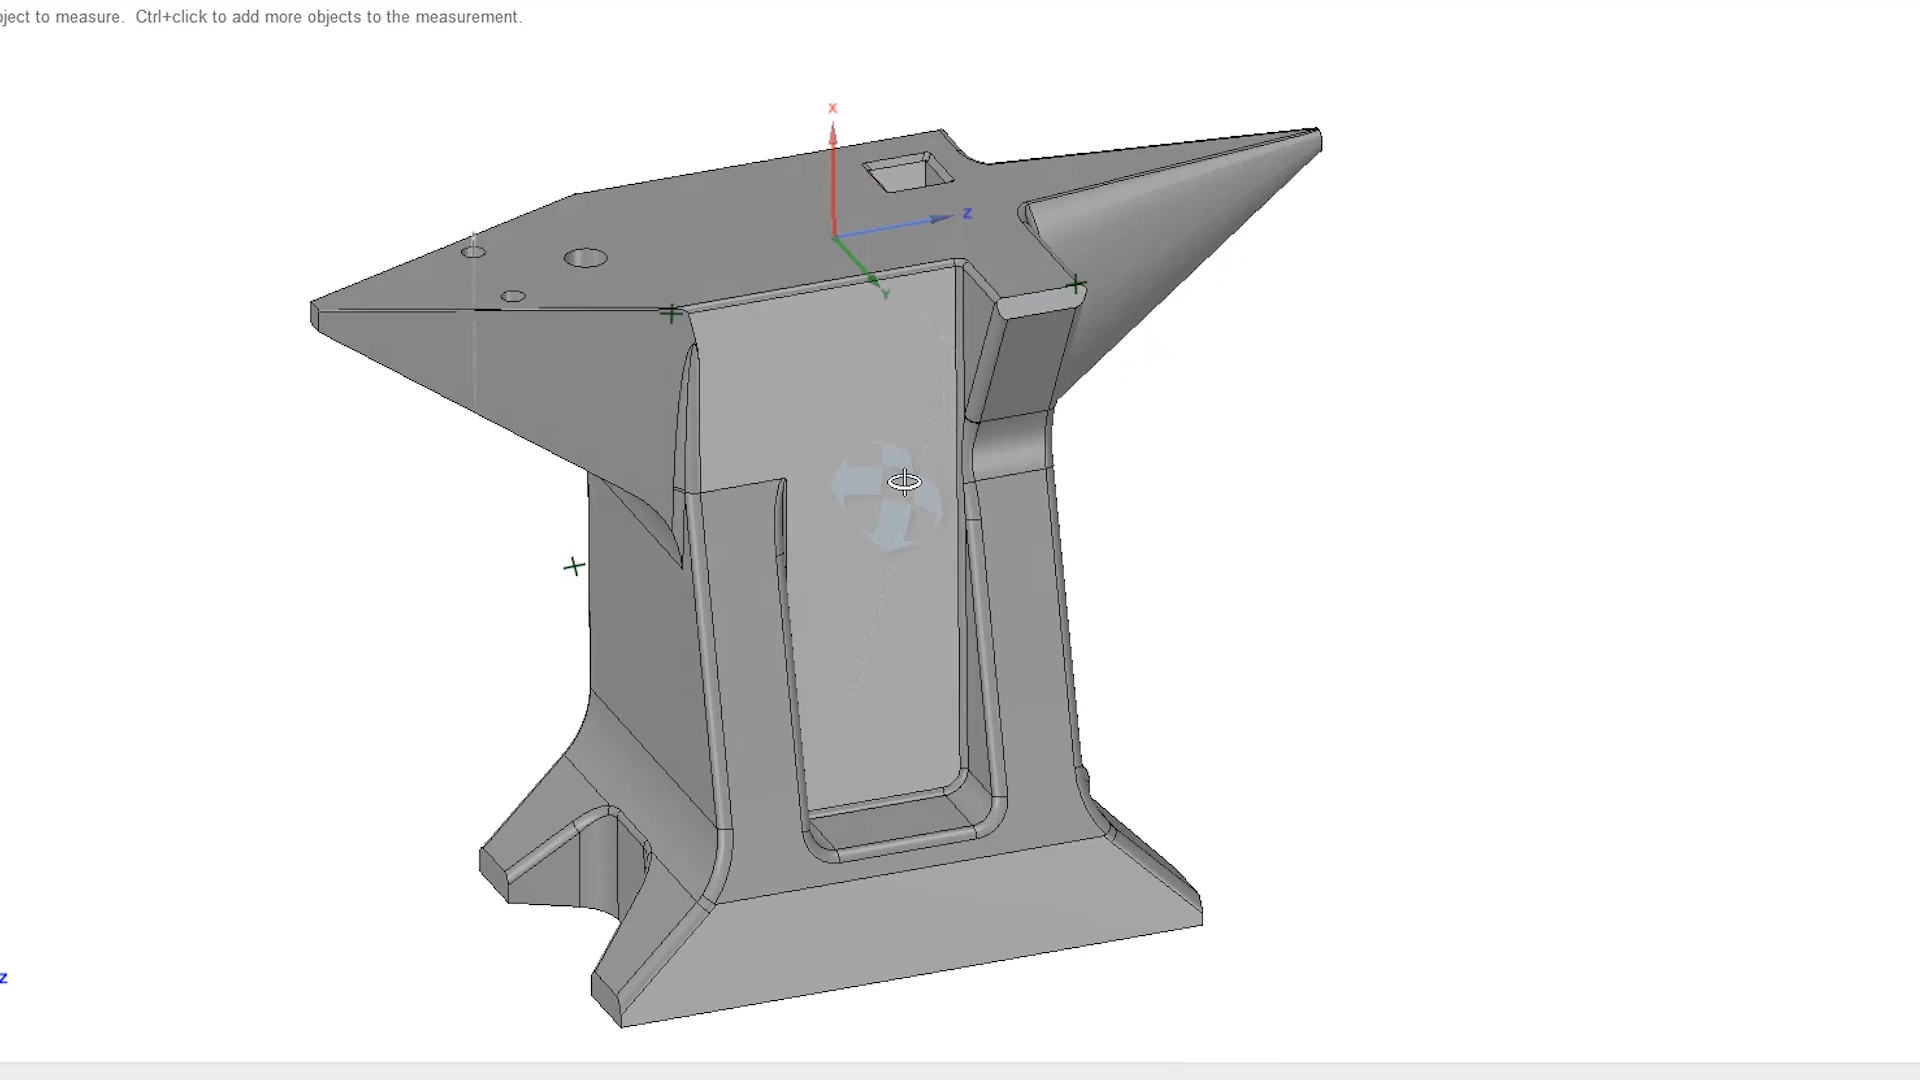 ject to measure.  Ctrl+click to add more objects to the measurement.
X
Z
Y
Z